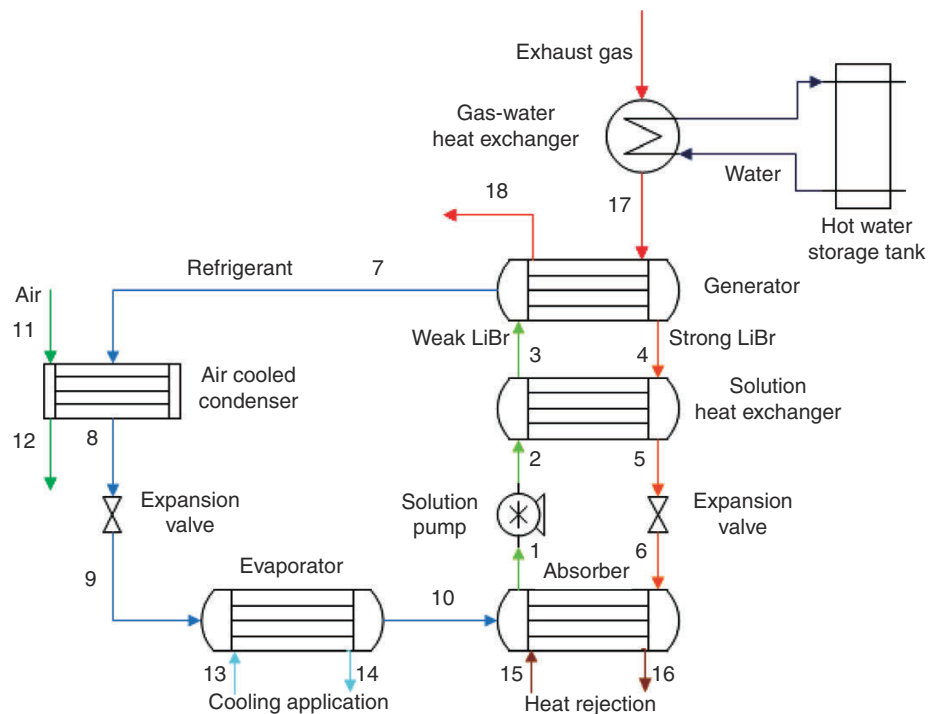 Exhaust gas
Gas-water
heat exchanger
Water
18
17
Hot water
storage tank
Refrigerant
7
Generator
Air
11
Weak LiBr
Strong LiBr
3
4
Air cooled
condenser
Solution
heat exchanger
12
8
2
5
Expansion
valve
Solution
pump
Expansion
valve
1
6
9
Evaporator
Absorber
10
13
14
15
16
Cooling application
Heat rejection